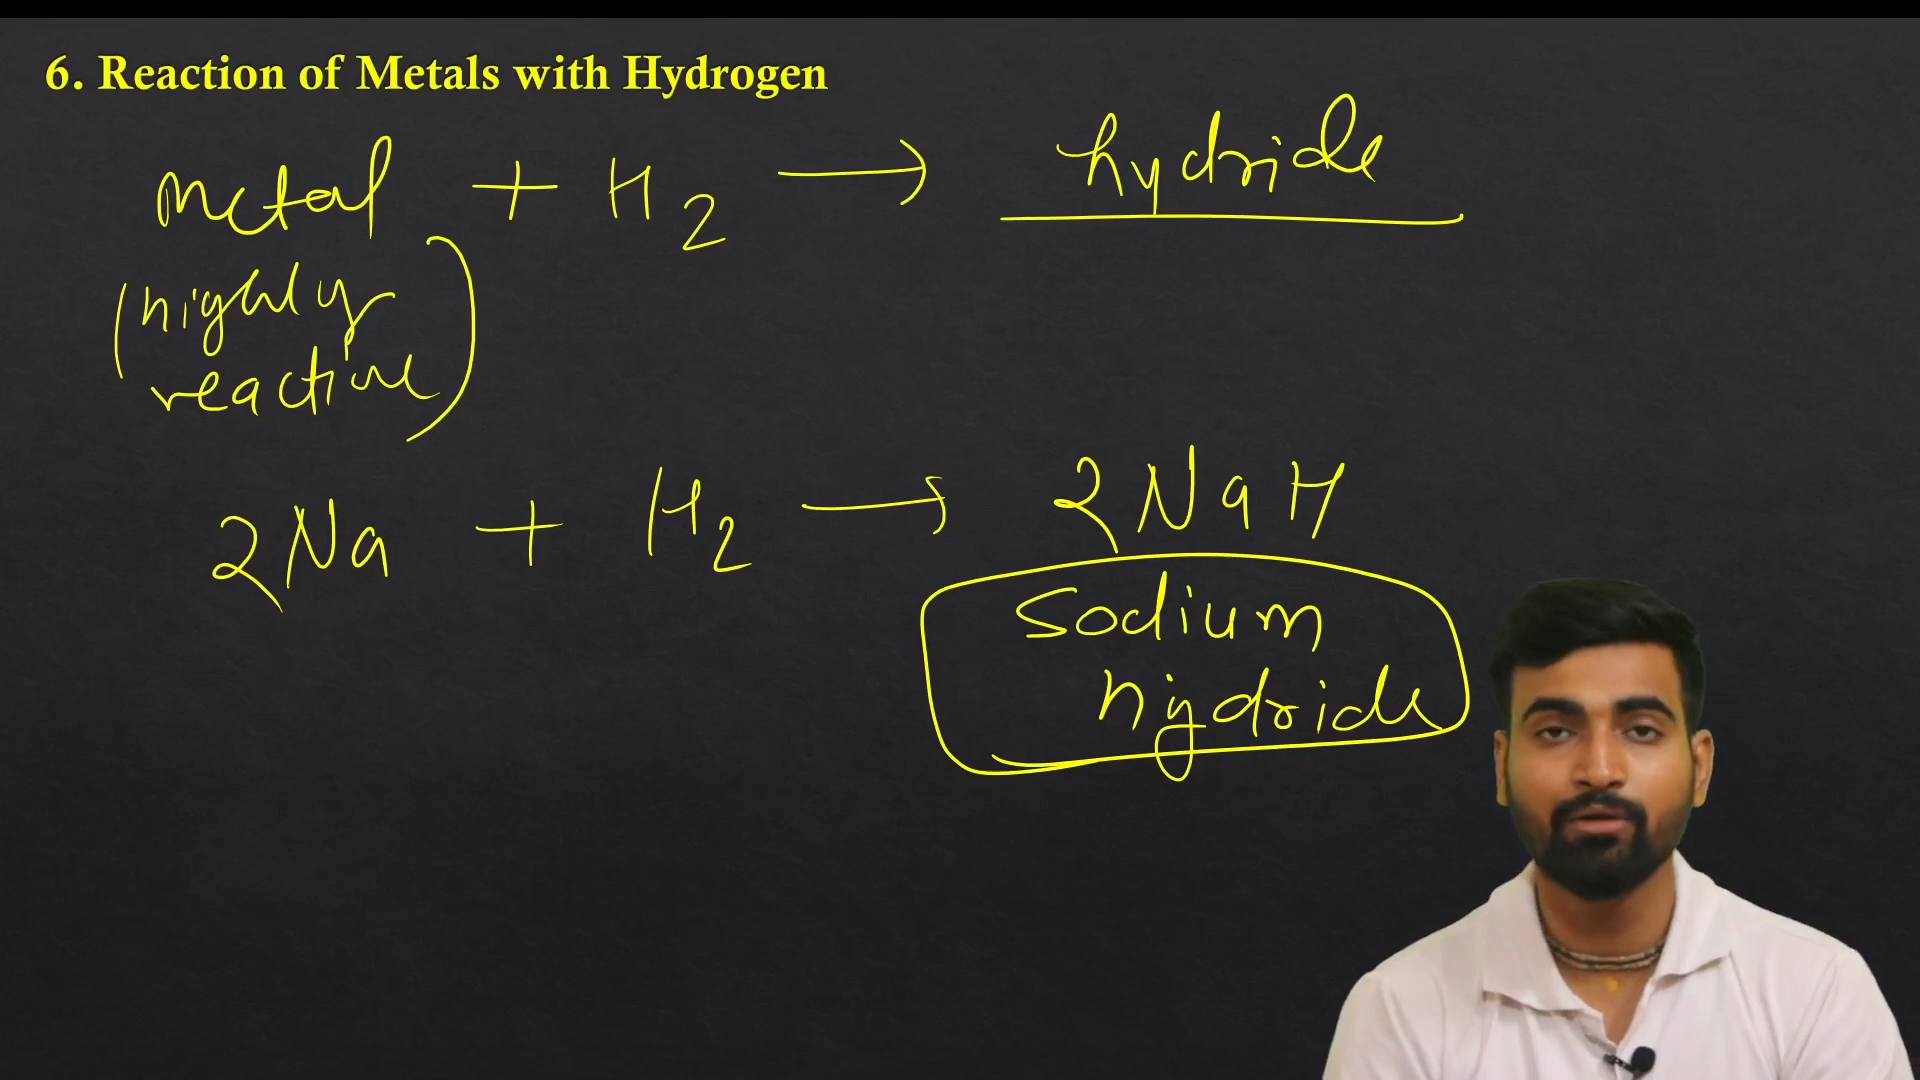 6. Reaction of Metals with Hydrogen
metal + H2 → hydride
(highly
reactive)
2Na + H2 → 2NaH
Sodium
hydride